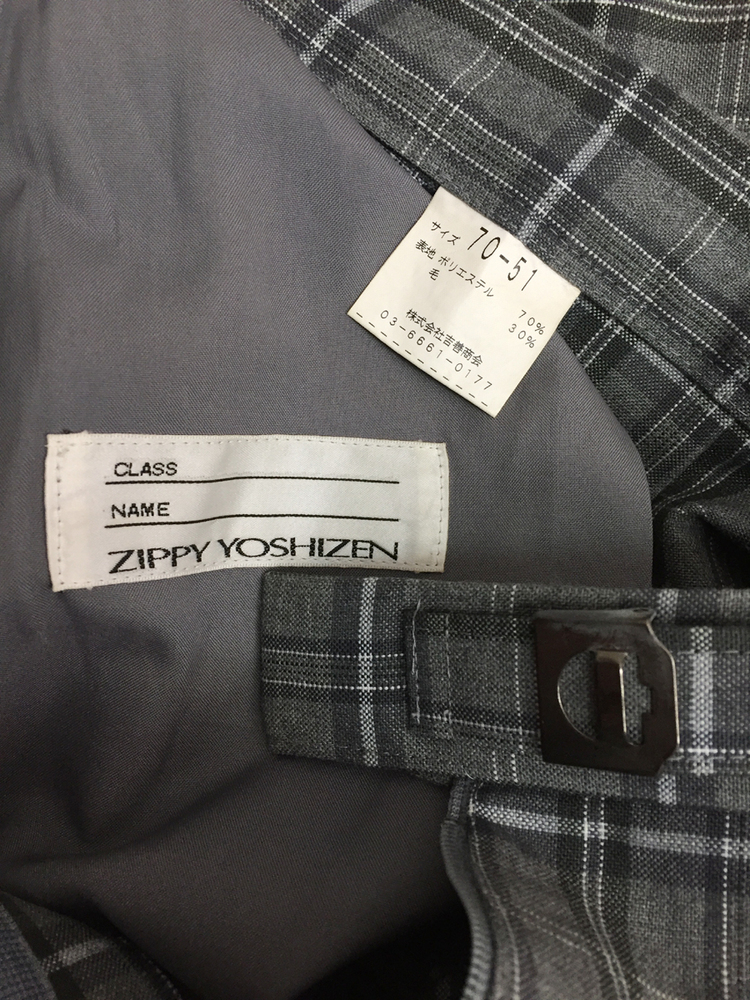 サイズ 70-51
表地 ポリエステル 70%
毛 30%
株式会社吉善商会
03-6661-0177
CLASS
NAME
ZIPPY YOSHIZEN